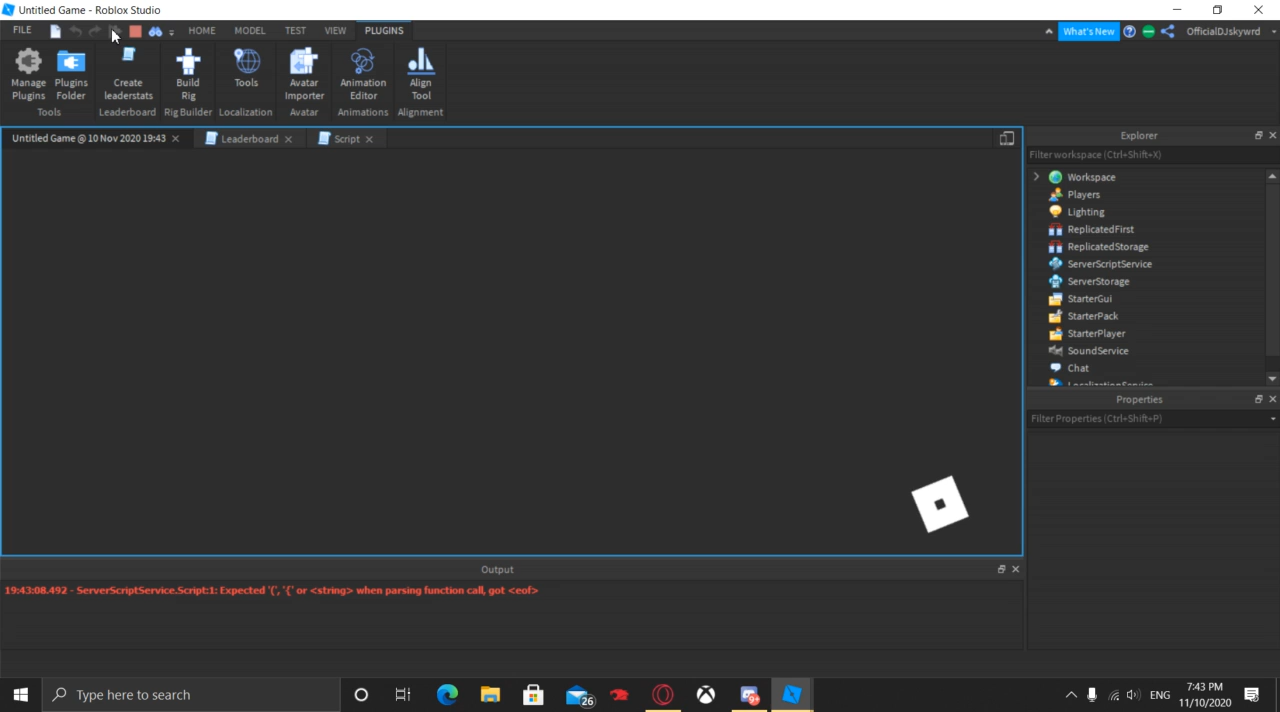 Untitled Game - Roblox Studio
FILE
HOME
MODEL
TEST
VIEW
PLUGINS
What's New
OfficialDJskywrd
Manage Plugins
Plugins Folder
Create leaderstats
Build Rig
Tools
Avatar Importer
Animation Editor
Align Tool
Tools
Leaderboard
Rig Builder
Localization
Avatar
Animations
Alignment
Untitled Game @ 10 Nov 2020 19:43
Leaderboard
Script
Explorer
Filter workspace (Ctrl+Shift+X)
Workspace
Players
Lighting
ReplicatedFirst
ReplicatedStorage
ServerScriptService
ServerStorage
StarterGui
StarterPack
StarterPlayer
SoundService
Chat
LocalizationService
Properties
Filter Properties (Ctrl+Shift+P)
Output
19:43:08.492 - ServerScriptService.Script:1: Expected '(', '{' or <string> when parsing function call, got <eof>
Type here to search
26
9+
ENG
7:43 PM
11/10/2020